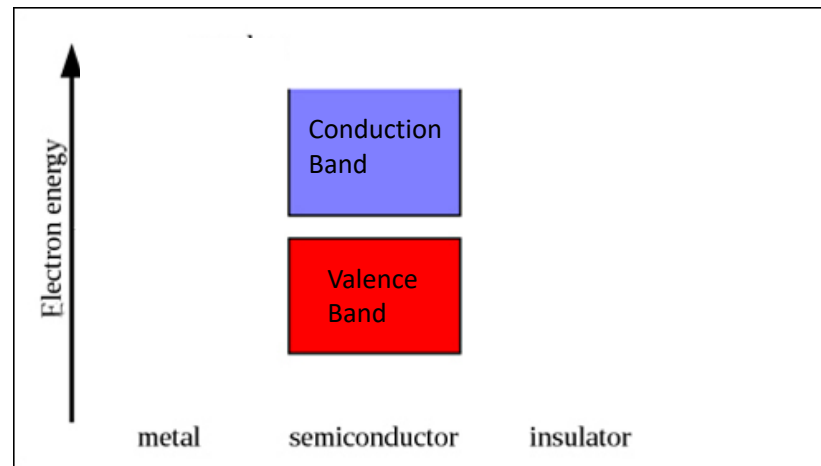 Electron energy
Conduction
Band
Valence
Band
metal semiconductor insulator